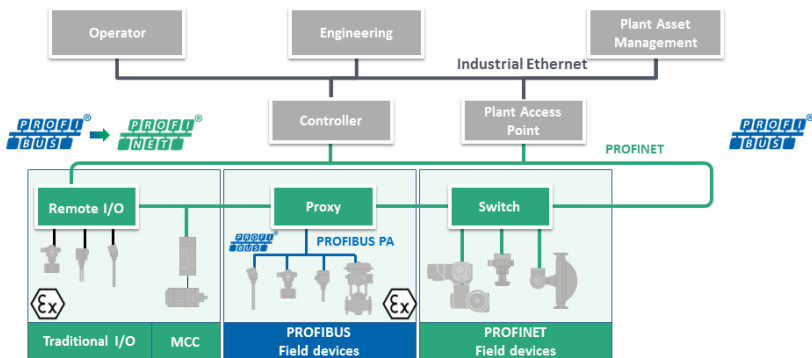 Operator
Engineering
Plant Asset
Management
Industrial Ethernet
Controller
Plant Access
Point
PROFI
BUS
PROFI
NET
PROFI
BUS
PROFINET
Remote I/O
Proxy
Switch
PROFI
BUS
PROFIBUS PA
Ex
Ex
Traditional I/O
MCC
PROFIBUS
Field devices
PROFINET
Field devices